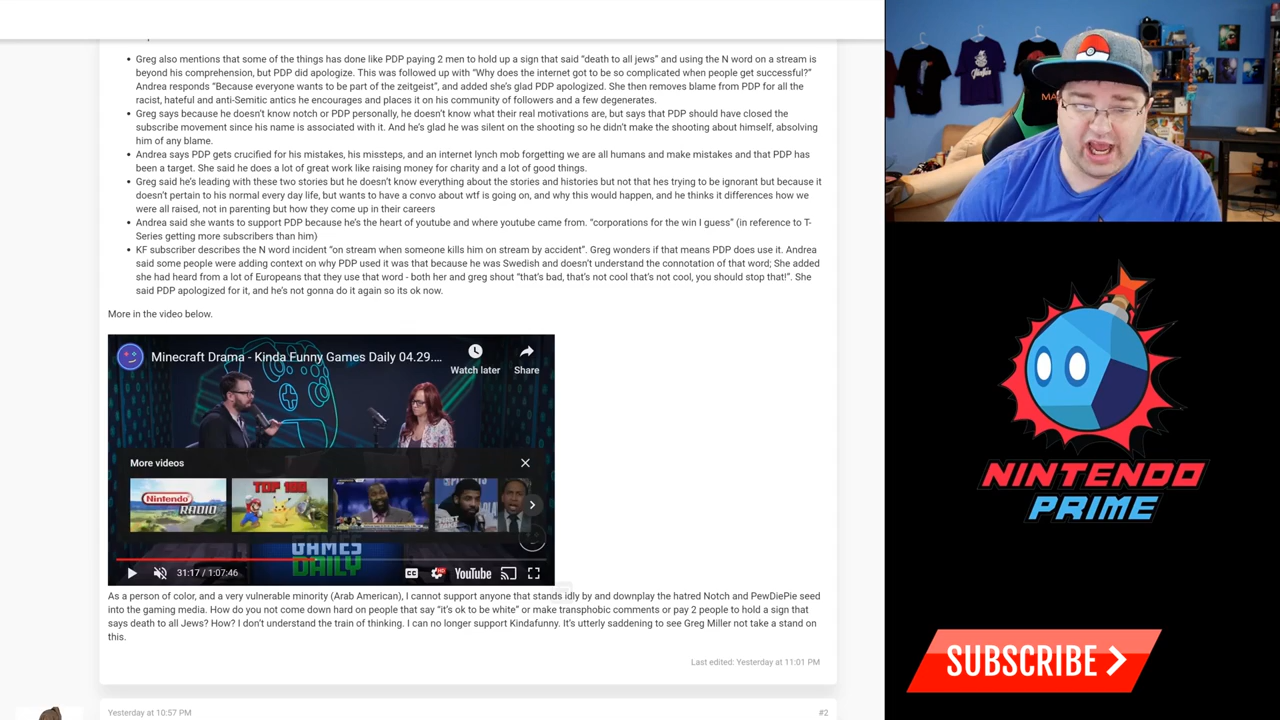 Greg also mentions that some of the things has done like PDP paying 2 men to hold up a sign that said "death to all jews" and using the N word on a stream is
beyond his comprehension, but PDP did apologize. This was followed up with "Why does the internet got to be so complicated when people get successful?"
Andrea responds "Because everyone wants to be part of the zeitgeist", and added she's glad PDP apologized. She then removes blame from PDP for all the
racist, hateful and anti-Semitic antics he encourages and places it on his community of followers and a few degenerates.
Greg says because he doesn't know notch or PDP personally, he doesn't know what their real motivations are, but says that PDP should have closed the
subscribe movement since his name is associated with it. And he's glad he was silent on the shooting so he didn't make the shooting about himself, absolving
him of any blame.
Andrea says PDP gets crucified for his mistakes, his missteps, and an internet lynch mob forgetting we are all humans and make mistakes and that PDP has
been a target. She said he does a lot of great work like raising money for charity and a lot of good things.
Greg said he's leading with these two stories but he doesn't know everything about the stories and histories but not that hes trying to be ignorant but because it
doesn't pertain to his normal every day life, but wants to have a convo about wtf is going on, and why this would happen, and he thinks it differences how we
were all raised, not in parenting but how they come up in their careers
Andrea said she wants to support PDP because he's the heart of youtube and where youtube came from. "corporations for the win I guess" (in reference to T-
Series getting more subscribers than him)
KF subscriber describes the N word incident "on stream when someone kills him on stream by accident". Greg wonders if that means PDP does use it. Andrea
said some people were adding context on why PDP used it was that because he was Swedish and doesn't understand the connotation of that word; She added
she had heard from a lot of Europeans that they use that word - both her and greg shout "that's bad, that's not cool that's not cool, you should stop that!". She
said PDP apologized for it, and he's not gonna do it again so its ok now.
More in the video below.
Minecraft Drama - Kinda Funny Games Daily 04.29....
Watch later
Share
More videos
Nintendo
RADIO
TOP 100
GAMES
DAILY
31:17 / 1:07:46
CC
HD
YouTube
As a person of color, and a very vulnerable minority (Arab American), I cannot support anyone that stands idly by and downplay the hatred Notch and PewDiePie seed
into the gaming media. How do you not come down hard on people that say "it's ok to be white" or make transphobic comments or pay 2 people to hold a sign that
says death to all Jews? How? I don't understand the train of thinking. I can no longer support Kindafunny. It's utterly saddening to see Greg Miller not take a stand on
this.
Last edited: Yesterday at 11:01 PM
Yesterday at 10:57 PM
#2
NINTENDO
PRIME
SUBSCRIBE